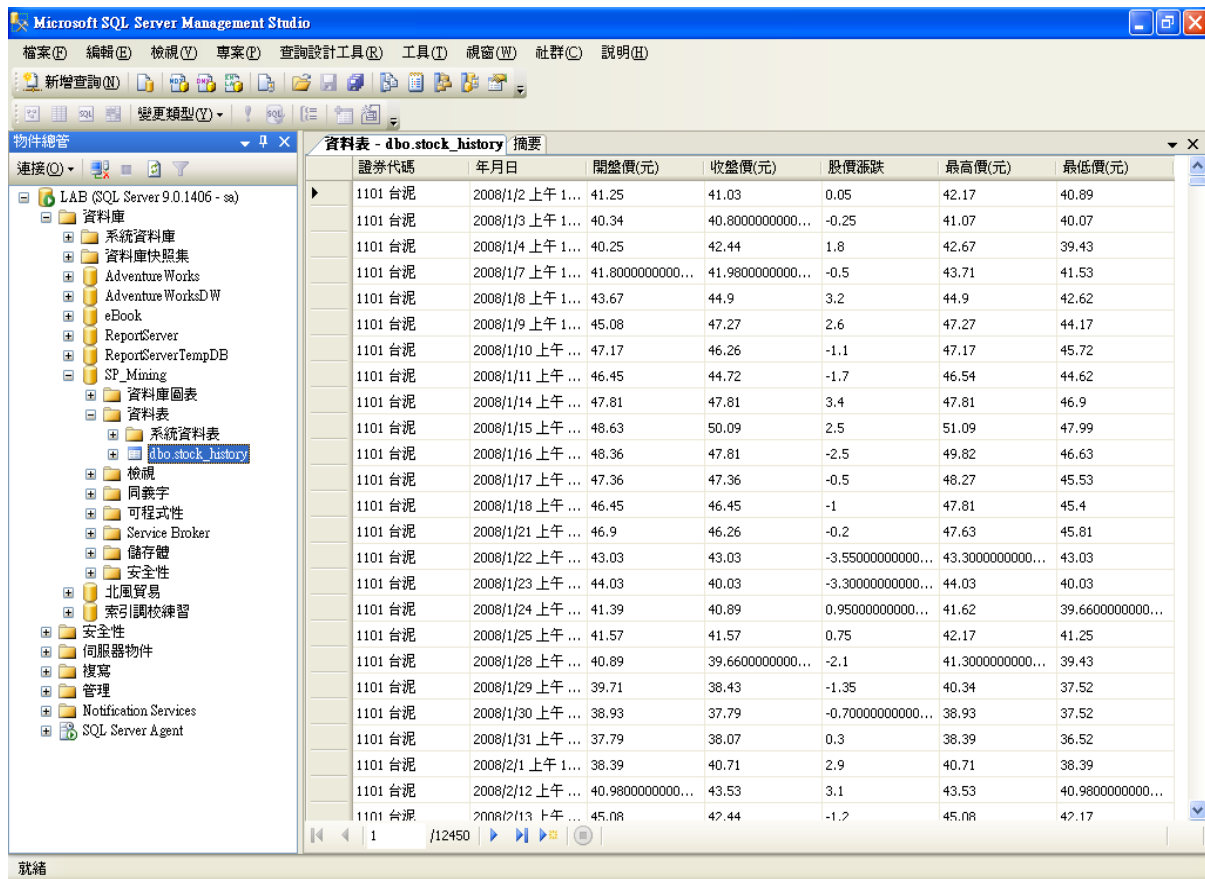 Microsoft SQL Server Management Studio
檔案(F) 編輯(E) 檢視(V) 專案(P) 查詢設計工具(R) 工具(T) 視窗(W) 社群(C) 說明(H)
新增查詢(N)
變更類型(Y)
物件總管
連接(O)
LAB (SQL Server 9.0.1406 - sa)
資料庫
系統資料庫
資料庫快照集
AdventureWorks
AdventureWorksDW
eBook
ReportServer
ReportServerTempDB
SP_Mining
資料庫圖表
資料表
系統資料表
dbo.stock_history
檢視
同義字
可程式性
Service Broker
儲存體
安全性
北風貿易
索引調校練習
安全性
伺服器物件
複寫
管理
Notification Services
SQL Server Agent
資料表 - dbo.stock_history 摘要
證券代碼 年月日 開盤價(元) 收盤價(元) 股價漲跌 最高價(元) 最低價(元)
1101 台泥 2008/1/2 上午 1... 41.25 41.03 0.05 42.17 40.89
1101 台泥 2008/1/3 上午 1... 40.34 40.8000000000... -0.25 41.07 40.07
1101 台泥 2008/1/4 上午 1... 40.25 42.44 1.8 42.67 39.43
1101 台泥 2008/1/7 上午 1... 41.8000000000... 41.9800000000... -0.5 43.71 41.53
1101 台泥 2008/1/8 上午 1... 43.67 44.9 3.2 44.9 42.62
1101 台泥 2008/1/9 上午 1... 45.08 47.27 2.6 47.27 44.17
1101 台泥 2008/1/10 上午 ... 47.17 46.26 -1.1 47.17 45.72
1101 台泥 2008/1/11 上午 ... 46.45 44.72 -1.7 46.54 44.62
1101 台泥 2008/1/14 上午 ... 47.81 47.81 3.4 47.81 46.9
1101 台泥 2008/1/15 上午 ... 48.63 50.09 2.5 51.09 47.99
1101 台泥 2008/1/16 上午 ... 48.36 47.81 -2.5 49.82 46.63
1101 台泥 2008/1/17 上午 ... 47.36 47.36 -0.5 48.27 45.53
1101 台泥 2008/1/18 上午 ... 46.45 46.45 -1 47.81 45.4
1101 台泥 2008/1/21 上午 ... 46.9 46.26 -0.2 47.63 45.81
1101 台泥 2008/1/22 上午 ... 43.03 43.03 -3.55000000000... 43.3000000000... 43.03
1101 台泥 2008/1/23 上午 ... 44.03 40.03 -3.30000000000... 44.03 40.03
1101 台泥 2008/1/24 上午 ... 41.39 40.89 0.95000000000... 41.62 39.6600000000...
1101 台泥 2008/1/25 上午 ... 41.57 41.57 0.75 42.17 41.25
1101 台泥 2008/1/28 上午 ... 40.89 39.6600000000... -2.1 41.3000000000... 39.43
1101 台泥 2008/1/29 上午 ... 39.71 38.43 -1.35 40.34 37.52
1101 台泥 2008/1/30 上午 ... 38.93 37.79 -0.70000000000... 38.93 37.52
1101 台泥 2008/1/31 上午 ... 37.79 38.07 0.3 38.39 36.52
1101 台泥 2008/2/1 上午 1... 38.39 40.71 2.9 40.71 38.39
1101 台泥 2008/2/12 上午 ... 40.9800000000... 43.53 3.1 43.53 40.9800000000...
1101 台泥 2008/2/13 上午 ... 45.08 42.44 -1.2 45.08 42.17
1 /12450
就緒